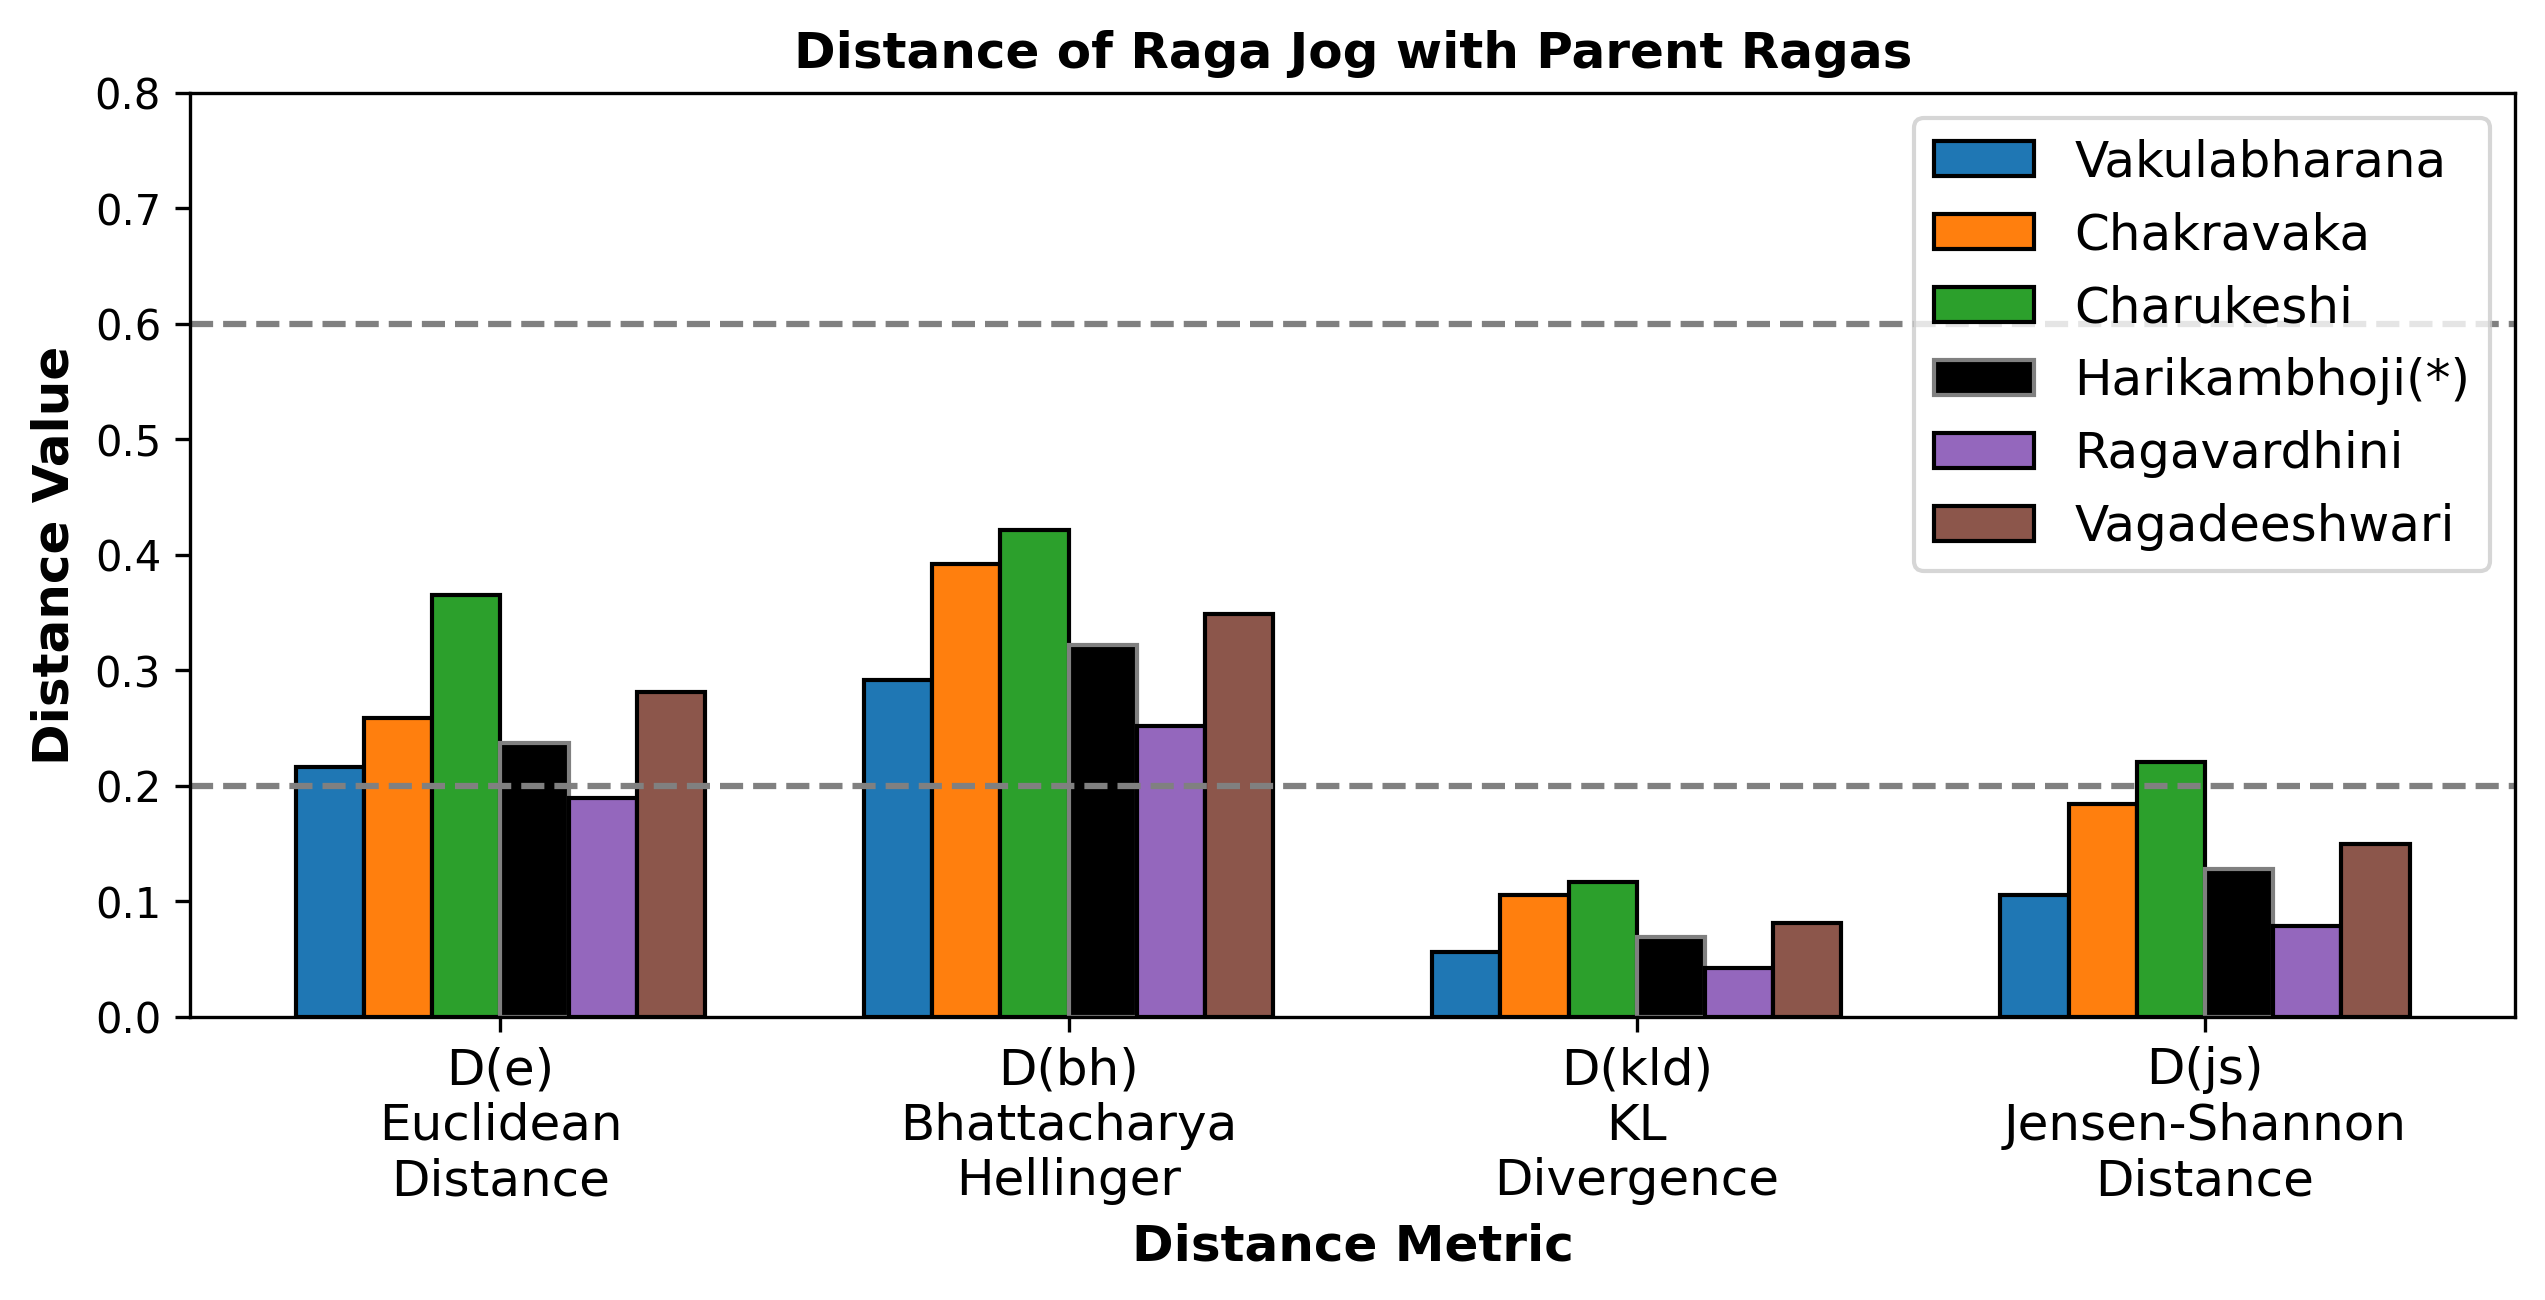 Distance of Raga Jog with Parent Ragas
Distance Value
0.8
0.7
0.6
0.5
0.4
0.3
0.2
0.1
0.0
Vakulabharana
Chakravaka
Charukeshi
Harikambhoji(*)
Ragavardhini
Vagadeeshwari
D(e)
Euclidean
Distance
D(bh)
Bhattacharya
Hellinger
D(kld)
KL
Divergence
D(js)
Jensen-Shannon
Distance
Distance Metric